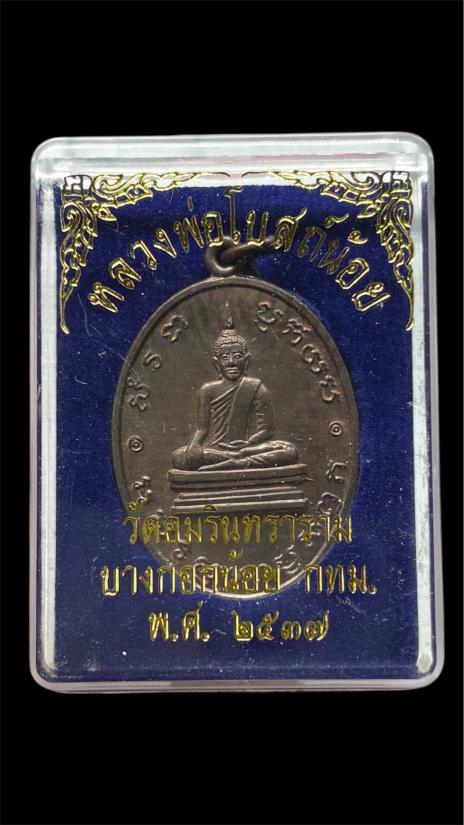 หลวงพ่อโบสถ์น้อย
วัดอมรินทราราม
บางกอกน้อย กทม.
พ.ศ. ๒๕๓๗